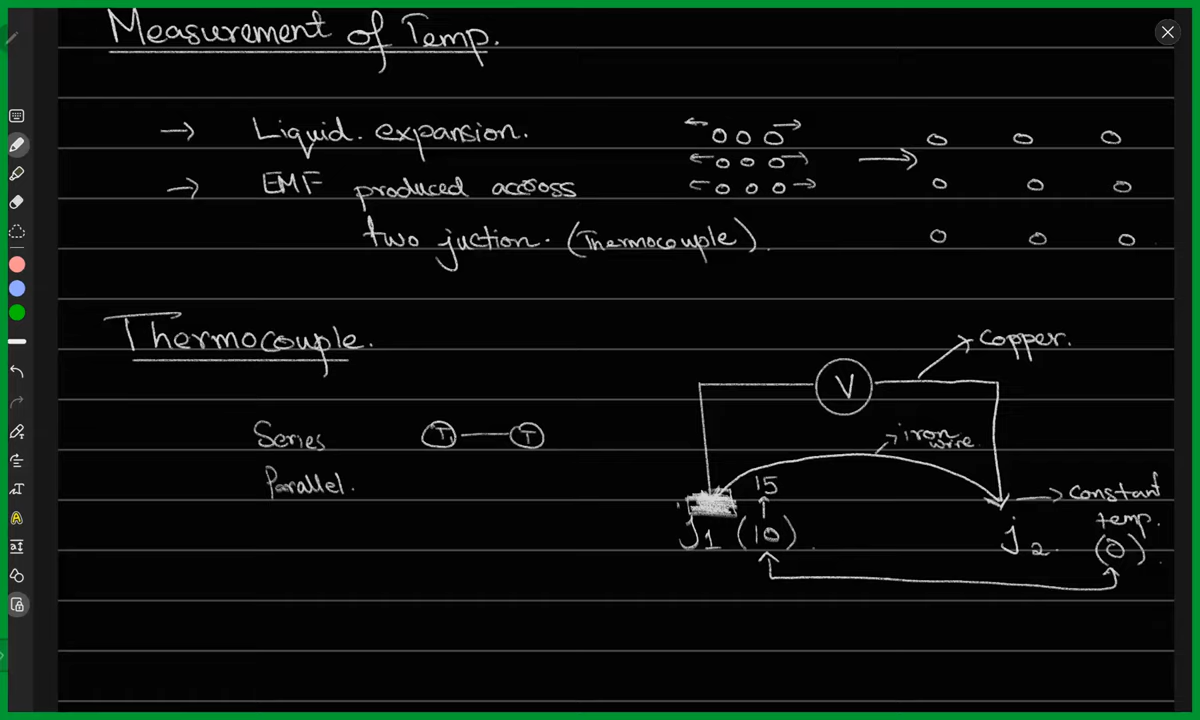 Measurement of Temp.
→ Liquid. expansion.
→ EMF produced accross
two juction. (Thermocouple).
Thermocouple.
copper.
V
iron
wire
Series T T
Parallel.
15
constant
temp.
j1 (10)
j2. (0)